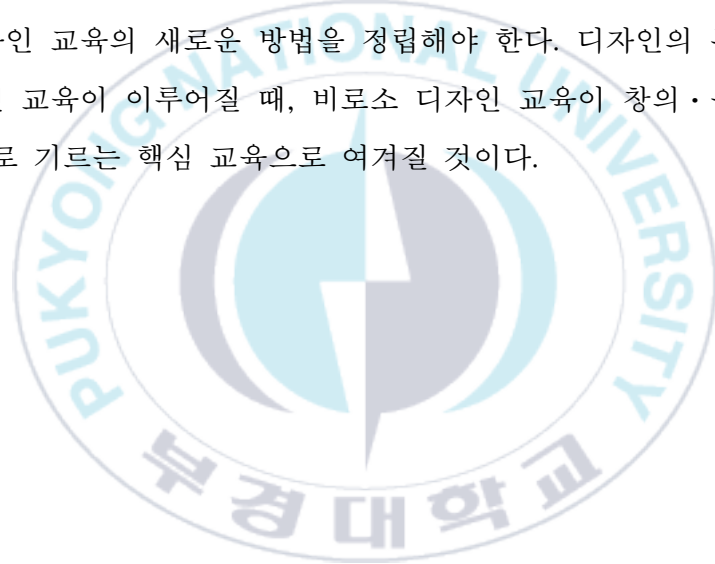 인 교육의 새로운 방법을 정립해야 한다. 디자인의
교육이 이루어질 때, 비로소 디자인 교육이 창의·
로 기르는 핵심 교육으로 여겨질 것이다.
PUKYONG NATIONAL UNIVERSITY
부경대학교